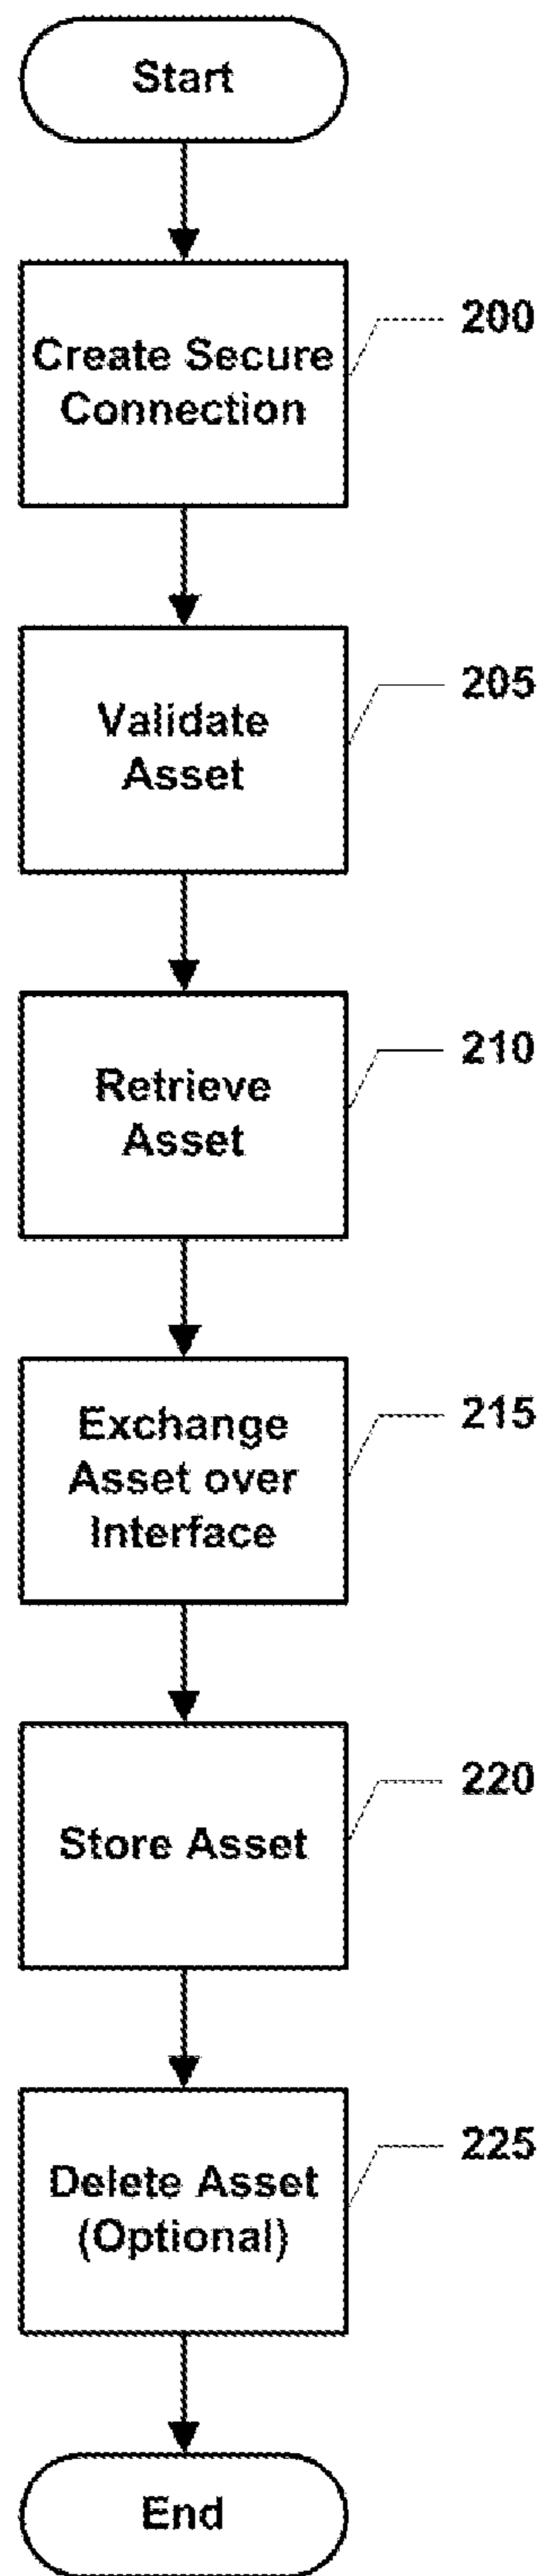 Start
200
Create Secure
Connection
205
Validate
Asset
210
Retrieve
Asset
215
Exchange
Asset over
Interface
220
Store Asset
225
Delete Asset
(Optional)
End